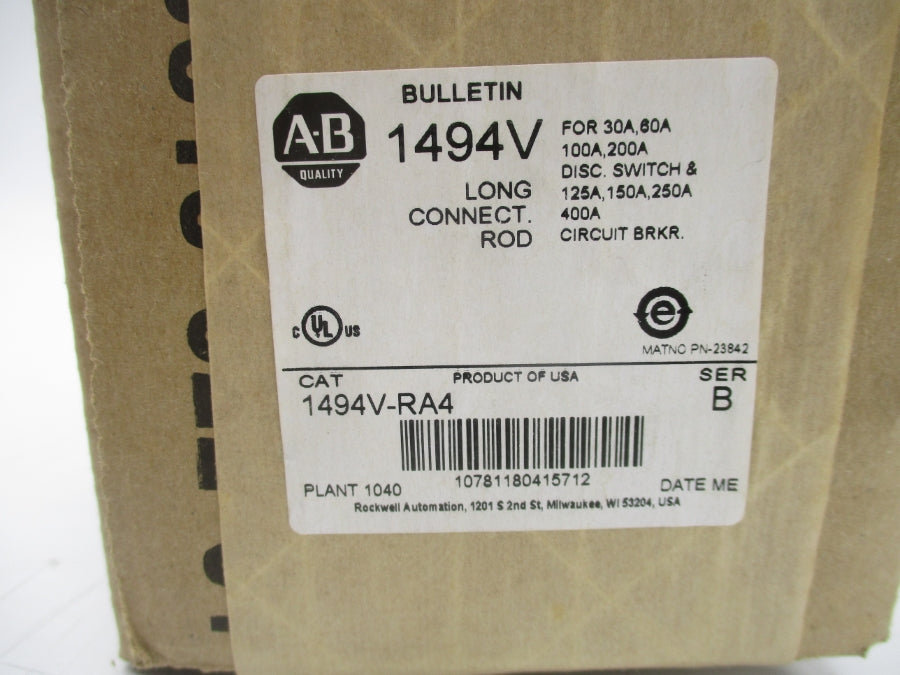 BULLETIN
A-B
QUALITY
1494V
LONG
CONNECT.
ROD
FOR 30A,60A
100A,200A
DISC. SWITCH &
125A,150A,250A
400A
CIRCUIT BRKR.
C UL US
e
MATNO PN-23842
CAT
PRODUCT OF USA
SER
1494V-RA4
B
10781180415712
PLANT 1040
DATE ME
Rockwell Automation, 1201 S 2nd St, Milwaukee, WI 53204, USA